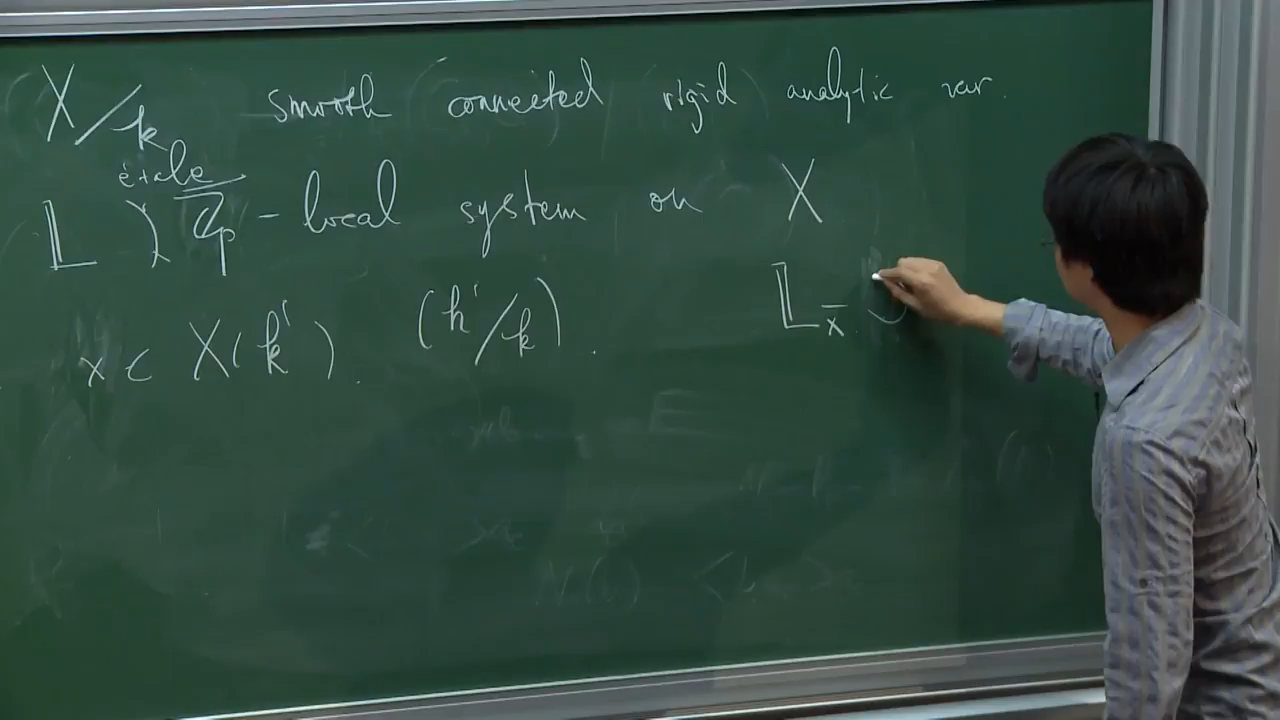 X/k smooth connected rigid analytic var.
étale
𝕃 ) ℤp - local system on X
x ∈ X(k'). (k'/k). 𝕃x̄